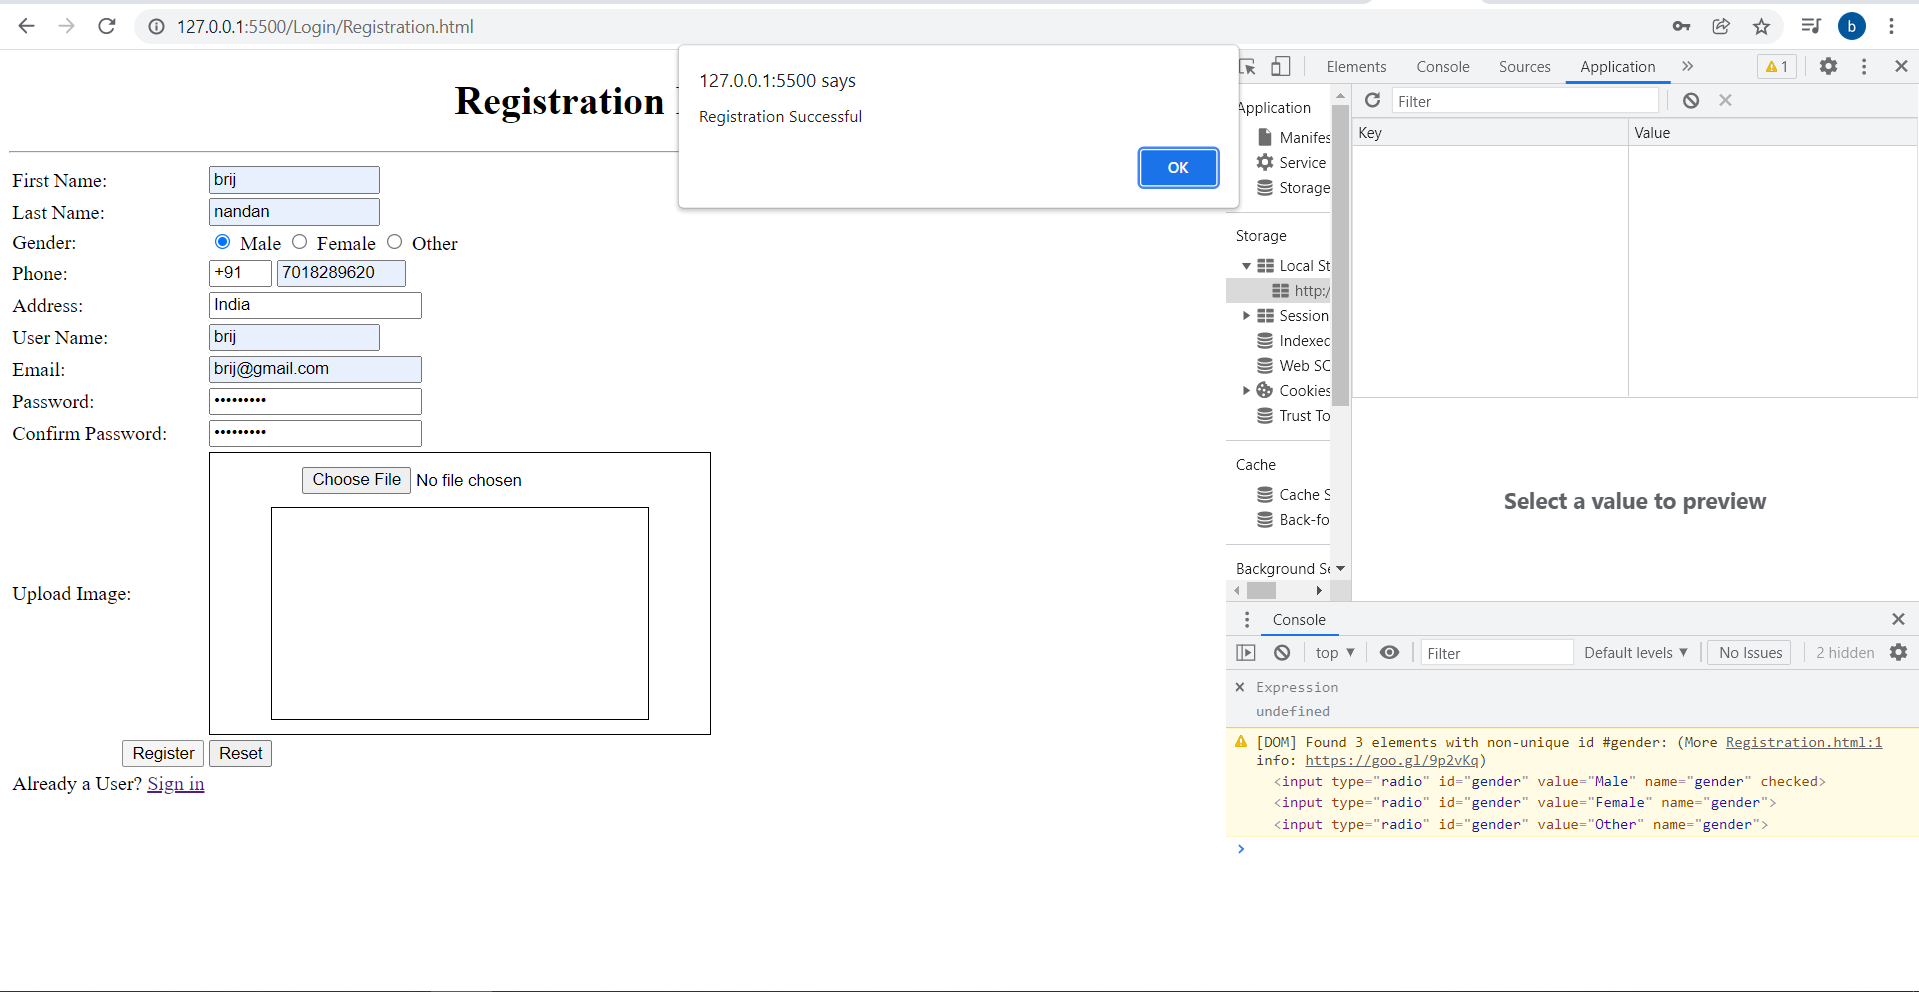 127.0.0.1:5500/Login/Registration.html
b
127.0.0.1:5500 says
Registration Successful
OK
Registration
First Name: brij
Last Name: nandan
Gender: Male Female Other
Phone: +91 7018289620
Address: India
User Name: brij
Email: brij@gmail.com
Password: •••••••••
Confirm Password: •••••••••
Choose File No file chosen
Upload Image:
Register Reset
Already a User? Sign in
Elements Console Sources Application » 1
Application
Manifes
Service
Storage
Storage
Local St
http:/
Session
Indexed
Web SQ
Cookies
Trust To
Cache
Cache S
Back-fo
Background Se
Filter
Key Value
Select a value to preview
Console
top Filter Default levels No Issues 2 hidden
Expression
undefined
[DOM] Found 3 elements with non-unique id #gender: (More Registration.html:1
info: https://goo.gl/9p2vKq)
<input type="radio" id="gender" value="Male" name="gender" checked>
<input type="radio" id="gender" value="Female" name="gender">
<input type="radio" id="gender" value="Other" name="gender">